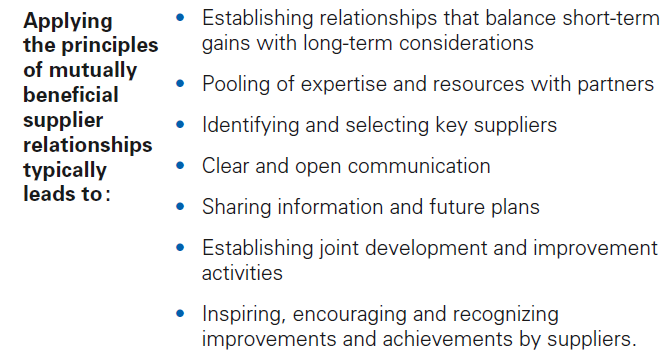 Applying
the principles
of mutually
beneficial
supplier
relationships
typically
leads to:
• Establishing relationships that balance short-term
gains with long-term considerations
• Pooling of expertise and resources with partners
• Identifying and selecting key suppliers
• Clear and open communication
• Sharing information and future plans
• Establishing joint development and improvement
activities
• Inspiring, encouraging and recognizing
improvements and achievements by suppliers.